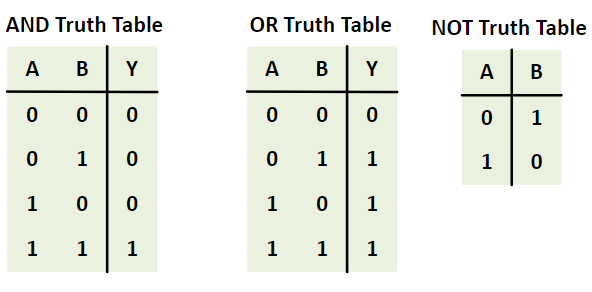 AND Truth Table
A B Y
0 0 0
0 1 0
1 0 0
1 1 1
OR Truth Table
A B Y
0 0 0
0 1 1
1 0 1
1 1 1
NOT Truth Table
A B
0 1
1 0